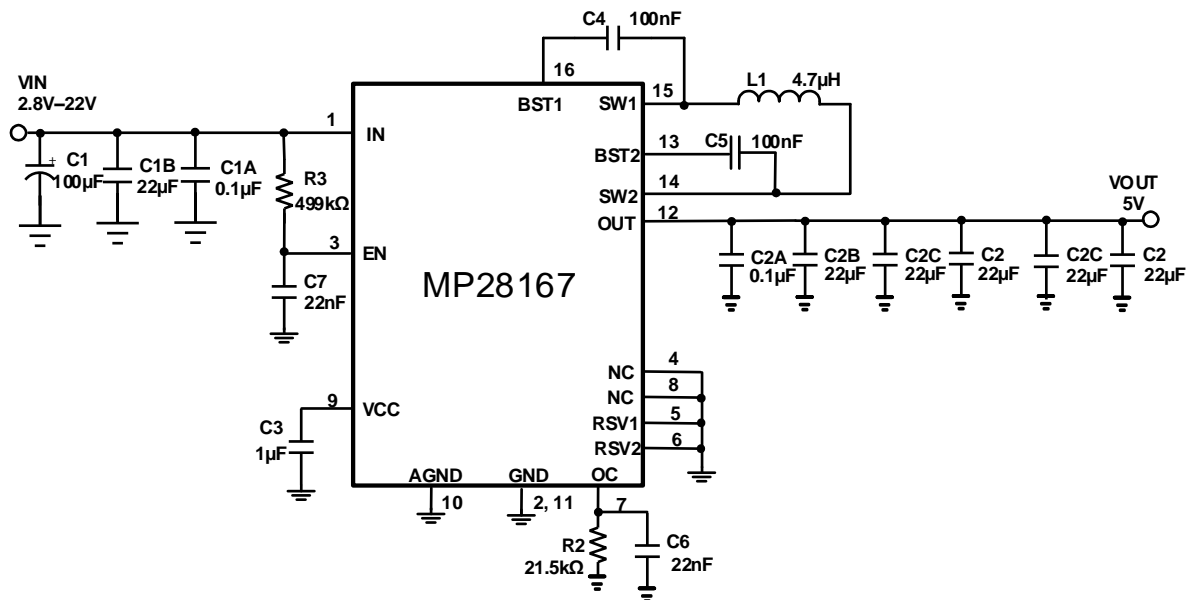 C4
100nF
16
VIN
2.8V–22V
L1
4.7µH
15
BST1
SW1
1
IN
13
C5
100nF
BST2
C1
100µF
+
C1B
22µF
C1A
0.1µF
R3
499kΩ
14
SW2
VOUT
5V
12
OUT
3
EN
C2A
0.1µF
C2B
22µF
C2C
22µF
C2
22µF
C2C
22µF
C2
22µF
C7
22nF
MP28167
4
NC
8
NC
9
VCC
5
RSV1
6
RSV2
C3
1µF
AGND
GND
OC
10
2, 11
7
R2
21.5kΩ
C6
22nF